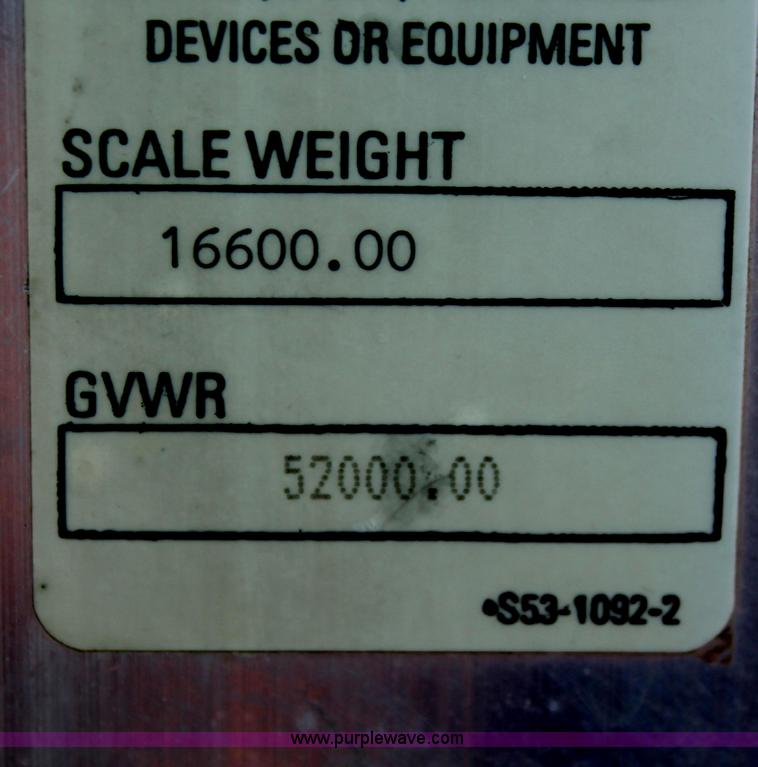 DEVICES OR EQUIPMENT
SCALE WEIGHT
16600.00
GVWR
52000.00
•S53-1092-2
www.purplewave.com